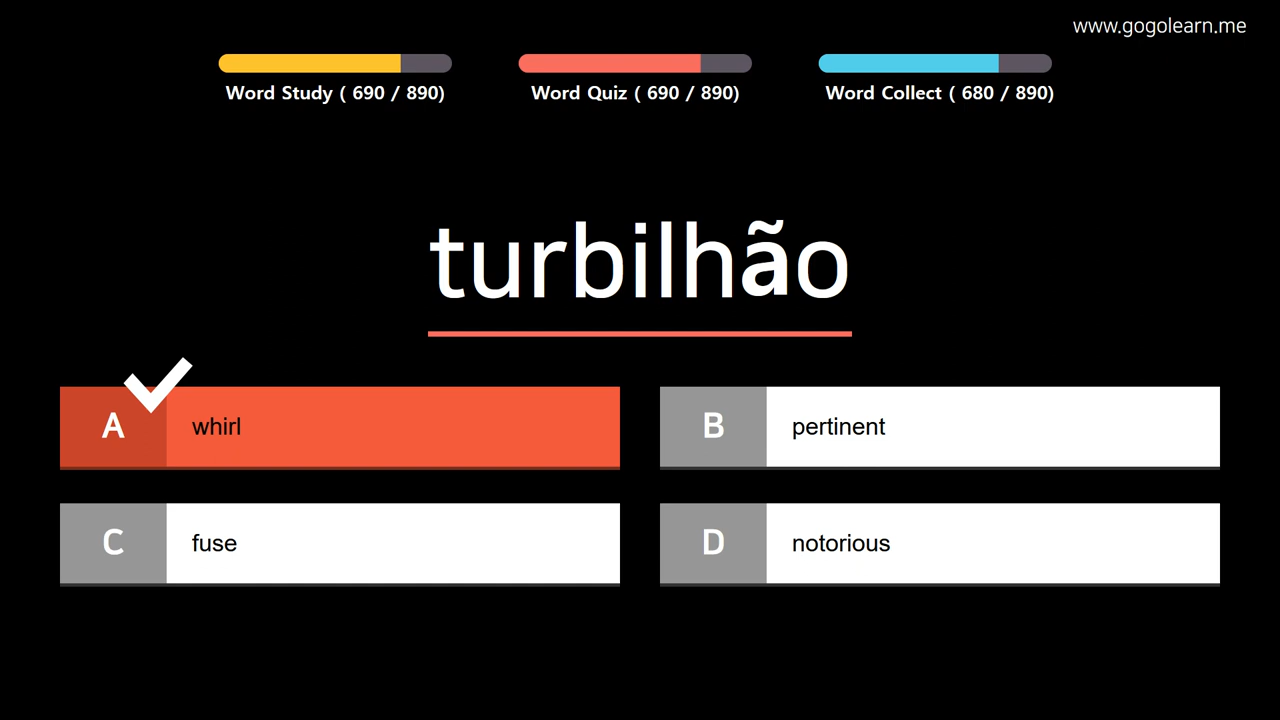 www.gogolearn.me
Word Study ( 690 / 890)
Word Quiz ( 690 / 890)
Word Collect ( 680 / 890)
turbilhão
A whirl
B pertinent
C fuse
D notorious